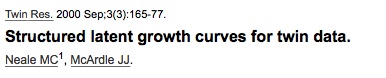 Twin Res. 2000 Sep;3(3):165-77.
Structured latent growth curves for twin data.
Neale MC1, McArdle JJ.